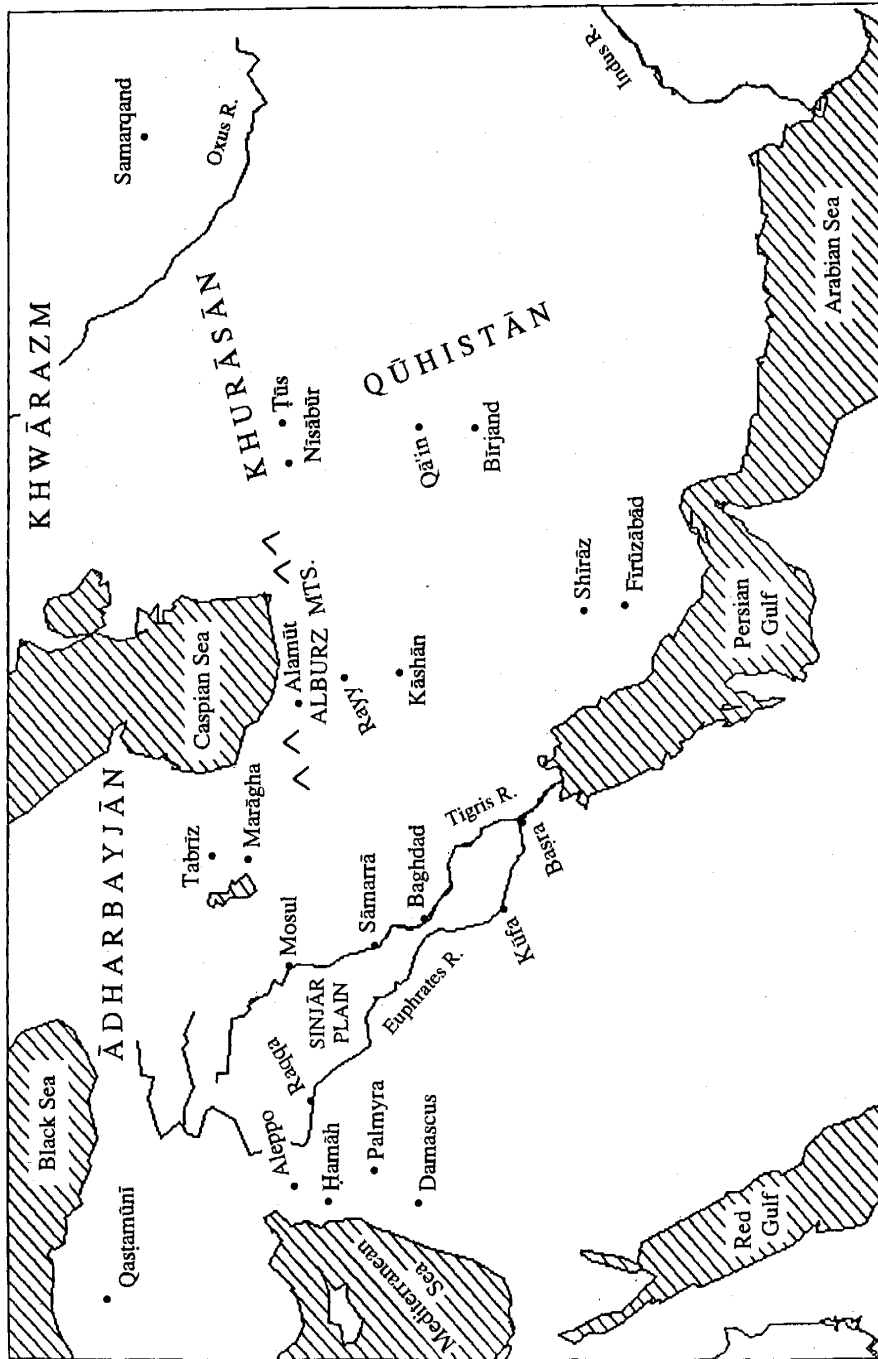 Black Sea
Qasṭamūnī
ĀDHARBAYJĀN
Caspian Sea
KHWĀRAZM
Samarqand
Oxus R.
Tabrīz
Marāgha
Mosul
Alamūt
ALBURZ MTS.
Rayy
Kāshān
KHURĀSĀN
Ṭūs
Nīsābūr
QŪHISTĀN
Qā'in
Bīrjand
Aleppo
Raqqa
SINJĀR
PLAIN
Ḥamāh
Palmyra
Damascus
Mediterranean
Sea
Sāmarrā
Baghdad
Euphrates R.
Tigris R.
Kūfa
Baṣra
Shīrāz
Fīrūzābād
Persian
Gulf
Indus R.
Arabian Sea
Red
Gulf